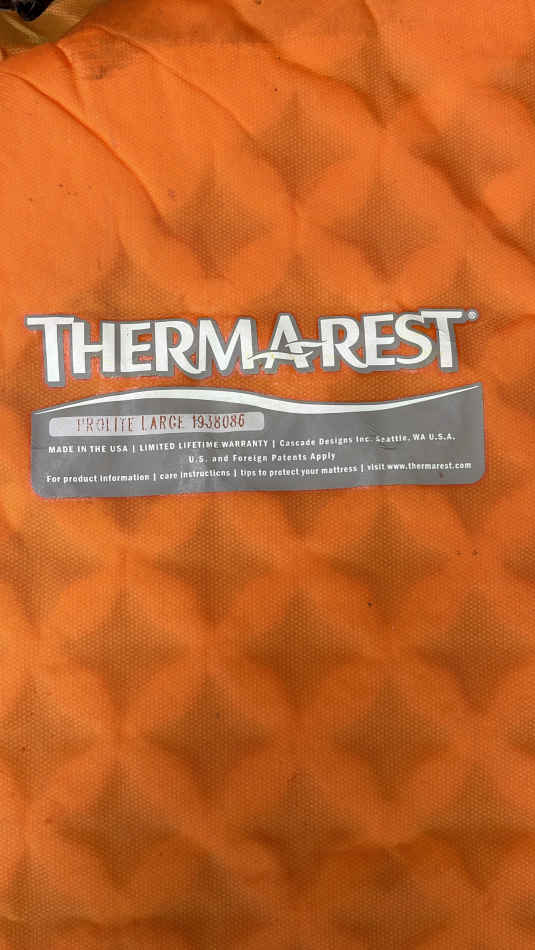 THERMAREST®
PROLITE LARGE 1938086
MADE IN THE USA | LIMITED LIFETIME WARRANTY | Cascade Designs Inc. Seattle, WA U.S.A.
U.S. and Foreign Patents Apply
For product information | care instructions | tips to protect your mattress | visit www.thermarest.com